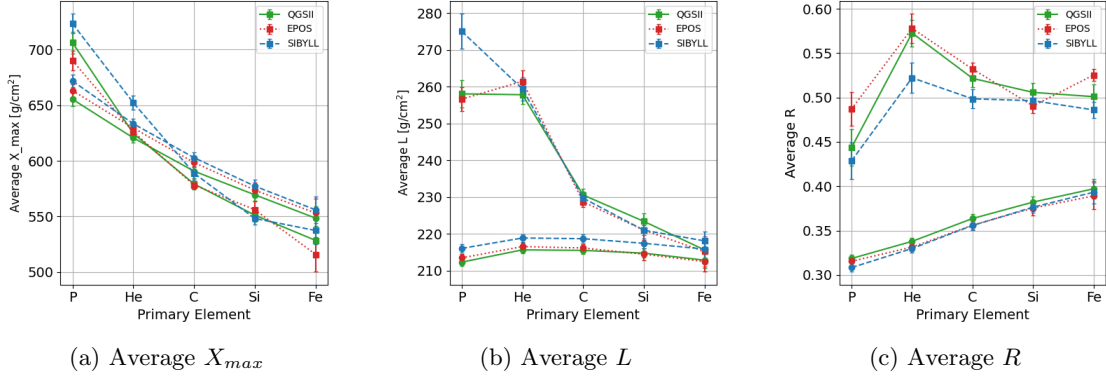 700
650
600
550
500
P
He
C
Si
Fe
Average X_max [g/cm²]
Primary Element
QGSII
EPOS
SIBYLL
(a) Average X_max
280
270
260
250
240
230
220
210
P
He
C
Si
Fe
Average L [g/cm²]
Primary Element
QGSII
EPOS
SIBYLL
(b) Average L
0.60
0.55
0.50
0.45
0.40
0.35
0.30
P
He
C
Si
Fe
Average R
Primary Element
QGSII
EPOS
SIBYLL
(c) Average R